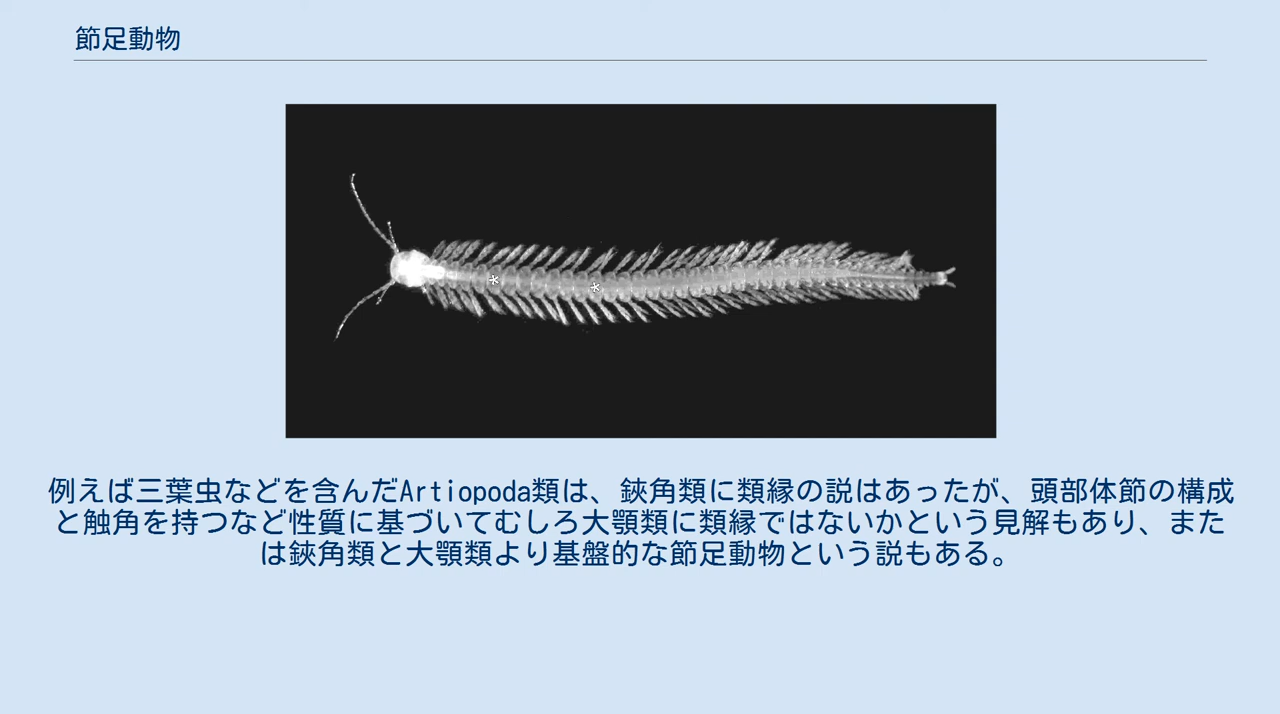 節足動物
例えば三葉虫などを含んだArtiopoda類は、鋏角類に類縁の説はあったが、頭部体節の構成
と触角を持つなど性質に基づいてむしろ大顎類に類縁ではないかという見解もあり、また
は鋏角類と大顎類より基盤的な節足動物という説もある。